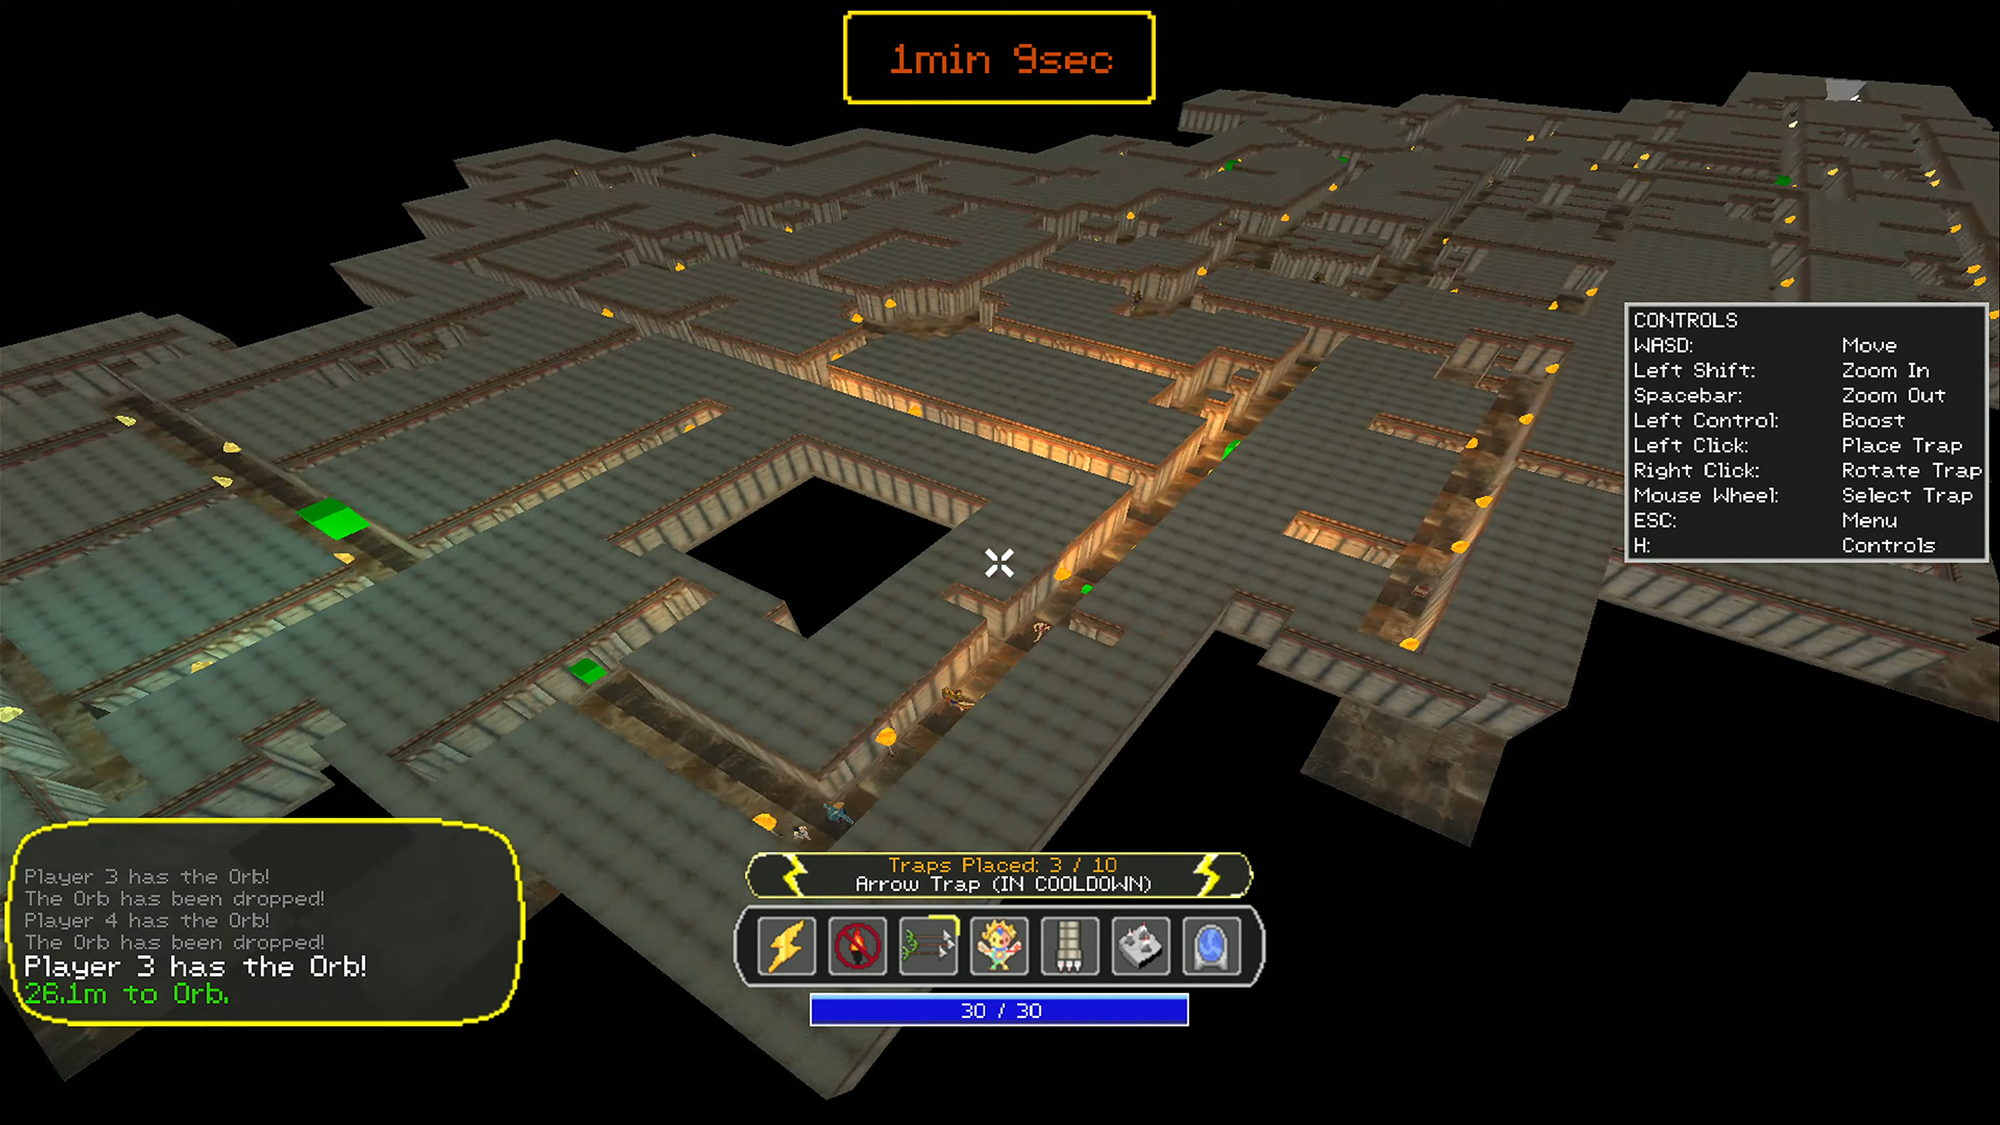 1min 9sec
CONTROLS
WASD: Move
Left Shift: Zoom In
Spacebar: Zoom Out
Left Control: Boost
Left Click: Place Trap
Right Click: Rotate Trap
Mouse Wheel: Select Trap
ESC: Menu
H: Controls
Player 3 has the Orb!
The Orb has been dropped!
Player 4 has the Orb!
The Orb has been dropped!
Player 3 has the Orb!
26.1m to Orb.
Traps Placed: 3 / 10
Arrow Trap (IN COOLDOWN)
30 / 30